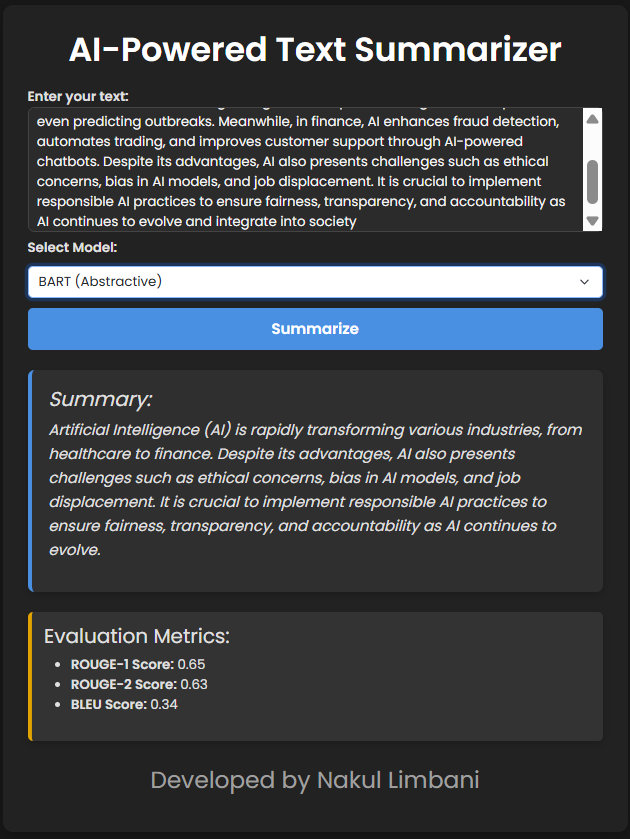 AI-Powered Text Summarizer
Enter your text:
even predicting outbreaks. Meanwhile, in finance, AI enhances fraud detection,
automates trading, and improves customer support through AI-powered
chatbots. Despite its advantages, AI also presents challenges such as ethical
concerns, bias in AI models, and job displacement. It is crucial to implement
responsible AI practices to ensure fairness, transparency, and accountability as
AI continues to evolve and integrate into society
Select Model:
BART (Abstractive)
Summarize
Summary:
Artificial Intelligence (AI) is rapidly transforming various industries, from
healthcare to finance. Despite its advantages, AI also presents
challenges such as ethical concerns, bias in AI models, and job
displacement. It is crucial to implement responsible AI practices to
ensure fairness, transparency, and accountability as AI continues to
evolve.
Evaluation Metrics:
• ROUGE-1 Score: 0.65
• ROUGE-2 Score: 0.63
• BLEU Score: 0.34
Developed by Nakul Limbani